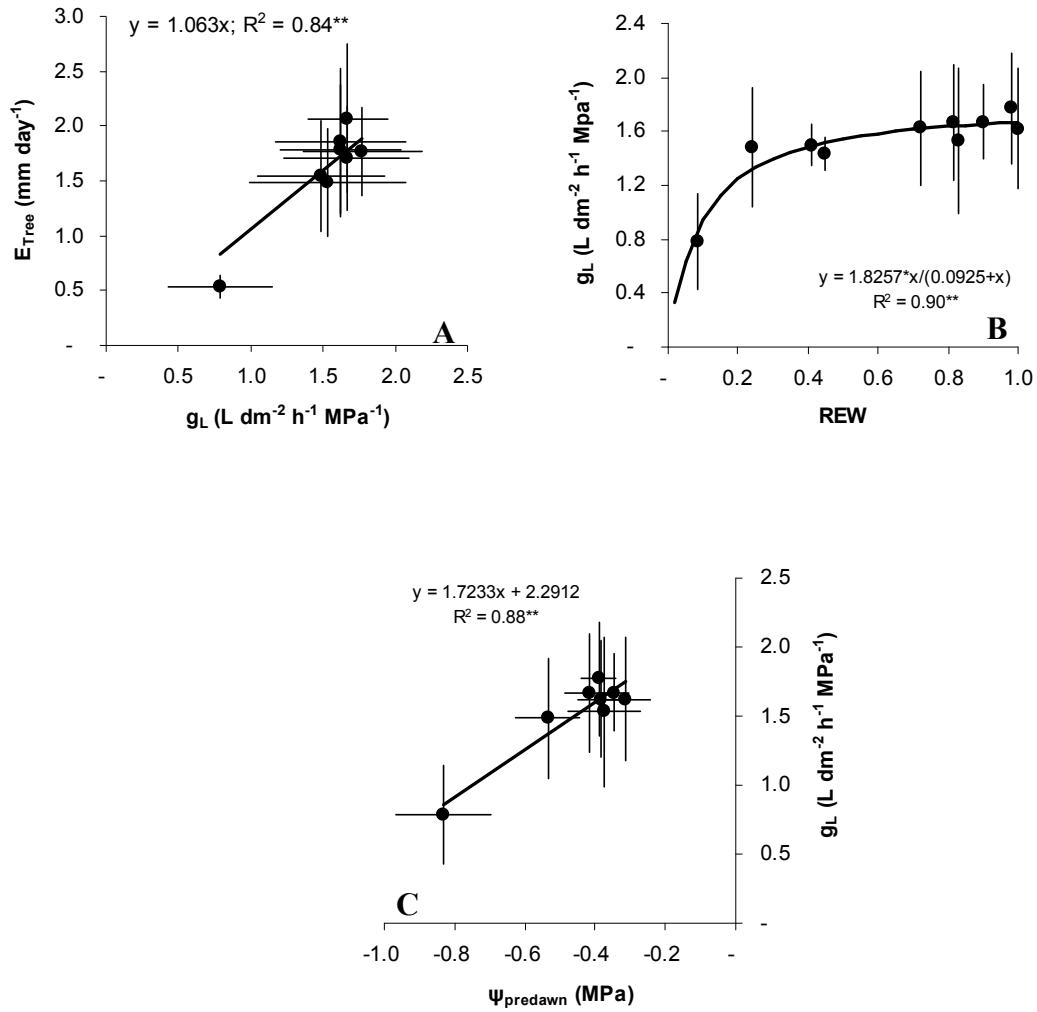 y = 1.063x; R² = 0.84**
3.0
2.5
2.0
1.5
1.0
0.5
-
E_Tree (mm day⁻¹)
A
- 0.5 1.0 1.5 2.0 2.5
g_L (L dm⁻² h⁻¹ MPa⁻¹)
2.4
2.0
1.6
1.2
0.8
0.4
-
g_L (L dm⁻² h⁻¹ Mpa⁻¹)
y = 1.8257*x/(0.0925+x)
R² = 0.90**
B
- 0.2 0.4 0.6 0.8 1.0
REW
y = 1.7233x + 2.2912
R² = 0.88**
2.5
2.0
1.5
1.0
0.5
-
g_L (L dm⁻² h⁻¹ MPa⁻¹)
C
-1.0 -0.8 -0.6 -0.4 -0.2 -
Ψ_predawn (MPa)